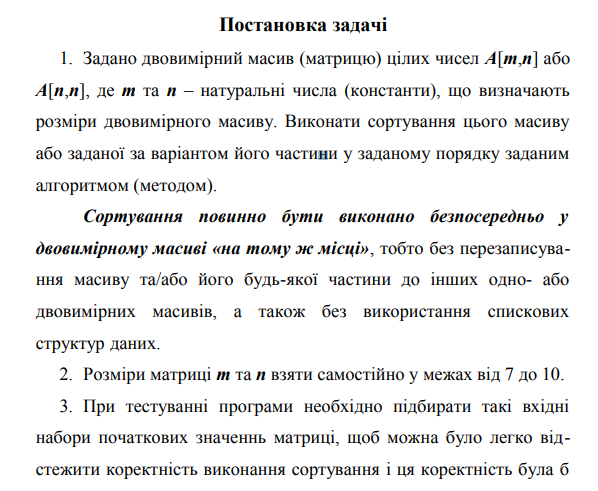 Постановка задачі
1. Задано двовимірний масив (матрицю) цілих чисел A[m,n] або
A[n,n], де m та n – натуральні числа (константи), що визначають
розміри двовимірного масиву. Виконати сортування цього масиву
або заданої за варіантом його частини у заданому порядку заданим
алгоритмом (методом).
Сортування повинно бути виконано безпосередньо у
двовимірному масиві «на тому ж місці», тобто без перезаписува-
ння масиву та/або його будь-якої частини до інших одно- або
двовимірних масивів, а також без використання спискових
структур даних.
2. Розміри матриці m та n взяти самостійно у межах від 7 до 10.
3. При тестуванні програми необхідно підбирати такі вхідні
набори початкових значеннь матриці, щоб можна було легко від-
стежити коректність виконання сортування і ця коректність була б